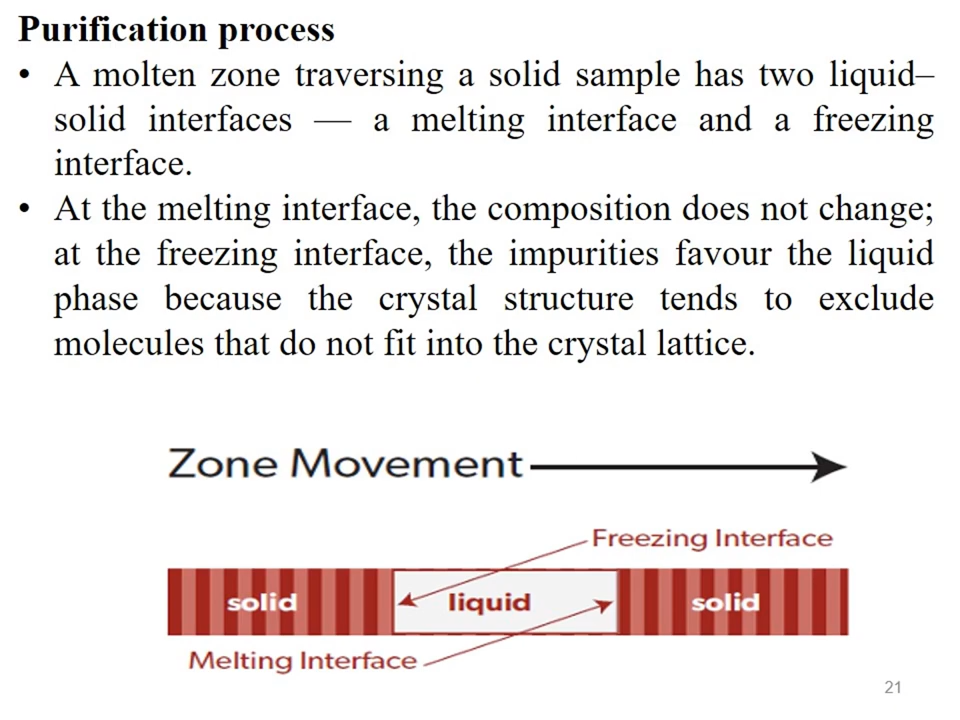 Purification process
• A molten zone traversing a solid sample has two liquid–
solid interfaces — a melting interface and a freezing
interface.
• At the melting interface, the composition does not change;
at the freezing interface, the impurities favour the liquid
phase because the crystal structure tends to exclude
molecules that do not fit into the crystal lattice.
Zone Movement
Freezing Interface
solid liquid solid
Melting Interface
21